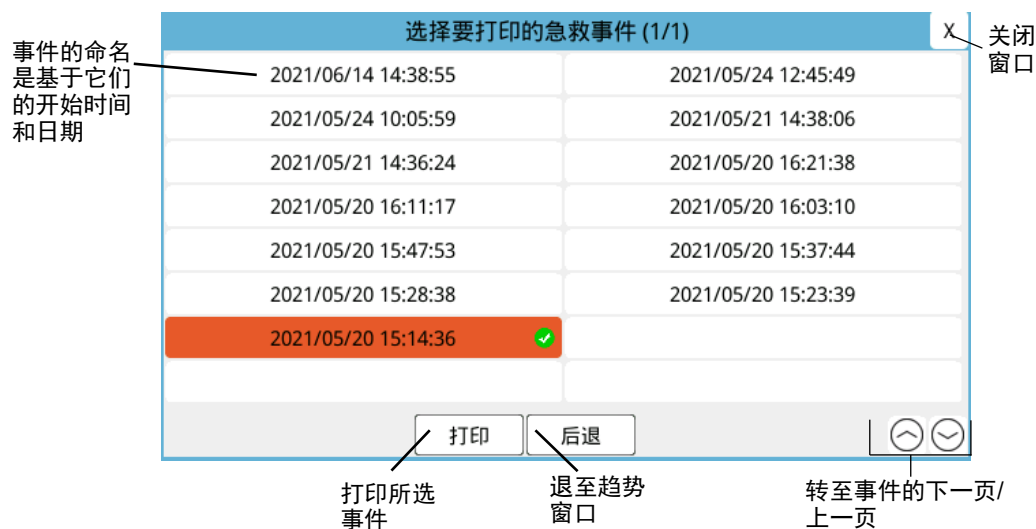 选择要打印的急救事件 (1/1)
X
关闭
窗口
事件的命名
是基于它们
的开始时间
和日期
2021/06/14 14:38:55
2021/05/24 12:45:49
2021/05/24 10:05:59
2021/05/21 14:38:06
2021/05/21 14:36:24
2021/05/20 16:21:38
2021/05/20 16:11:17
2021/05/20 16:03:10
2021/05/20 15:47:53
2021/05/20 15:37:44
2021/05/20 15:28:38
2021/05/20 15:23:39
2021/05/20 15:14:36
打印
后退
打印所选
事件
退至趋势
窗口
转至事件的下一页/
上一页